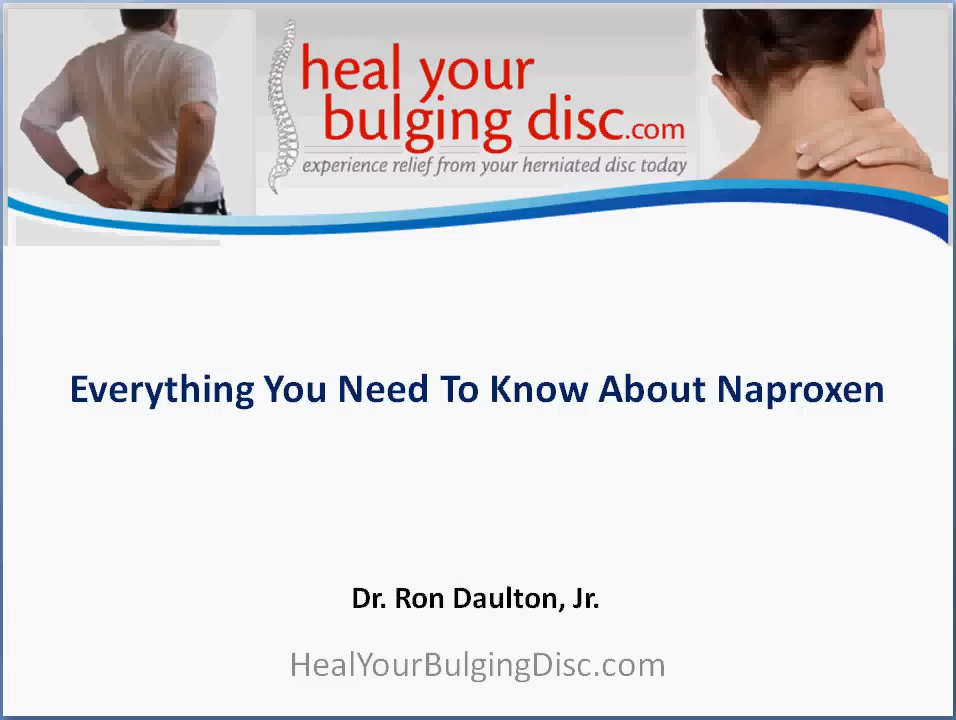 heal your
bulging disc.com
experience relief from your herniated disc today
Everything You Need To Know About Naproxen
Dr. Ron Daulton, Jr.
HealYourBulgingDisc.com